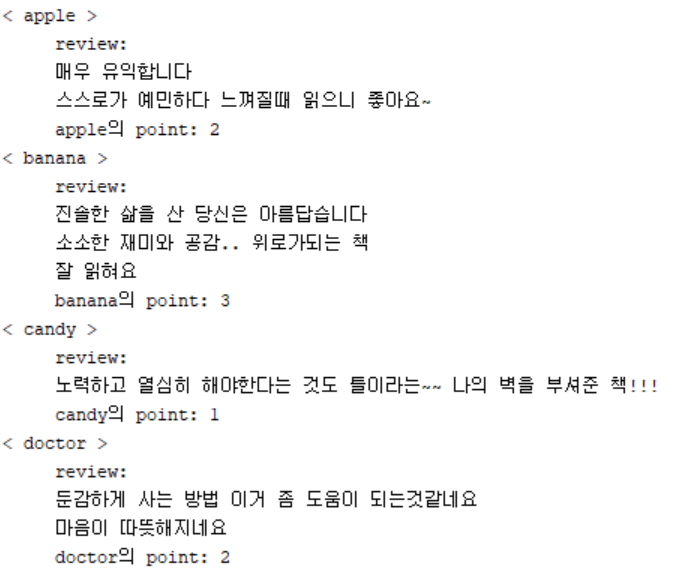 < apple >
review:
매우 유익합니다
스스로가 예민하다 느껴질때 읽으니 좋아요~
apple의 point: 2
< banana >
review:
진솔한 삶을 산 당신은 아름답습니다
소소한 재미와 공감.. 위로가되는 책
잘 읽혀요
banana의 point: 3
< candy >
review:
노력하고 열심히 해야한다는 것도 틀이라는~~ 나의 벽을 부셔준 책!!!
candy의 point: 1
< doctor >
review:
둔감하게 사는 방법 이거 좀 도움이 되는것같네요
마음이 따뜻해지네요
doctor의 point: 2